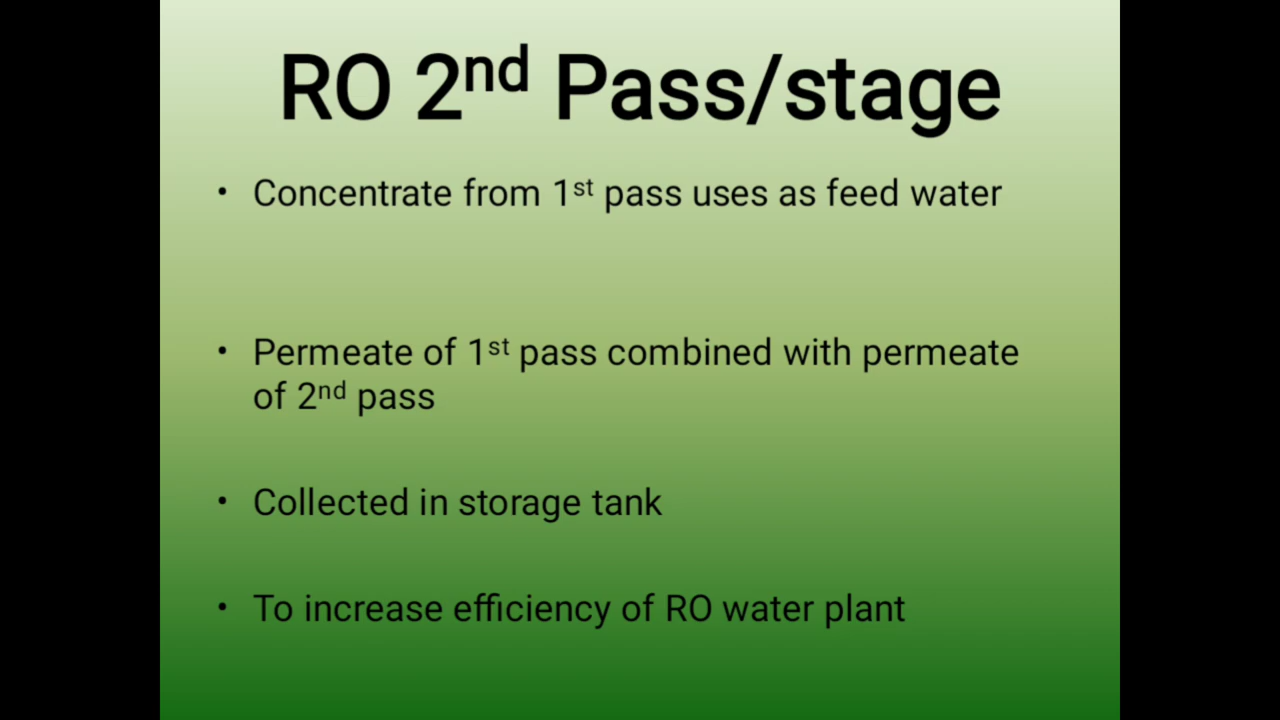 RO 2nd Pass/stage
• Concentrate from 1st pass uses as feed water
• Permeate of 1st pass combined with permeate
of 2nd pass
• Collected in storage tank
• To increase efficiency of RO water plant